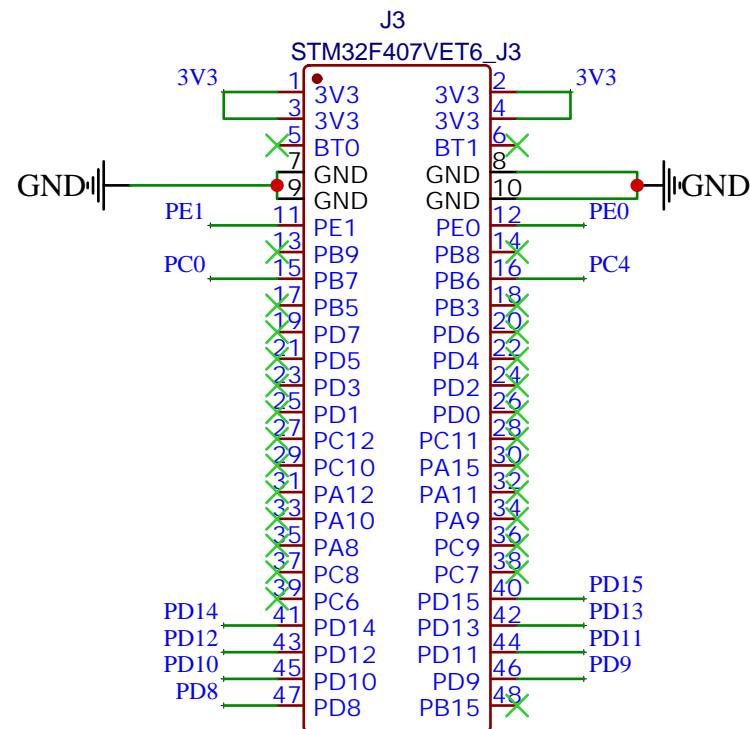 J3
STM32F407VET6_J3
3V3 1 3V3 3V3 2 3V3
3 3V3 3V3 4
5 BT0 BT1 6
7 GND GND 8
GND 9 GND GND 10 GND
PE1 11 PE1 PE0 12 PE0
13 PB9 PB8 14
PC0 15 PB7 PB6 16 PC4
17 PB5 PB3 18
19 PD7 PD6 20
21 PD5 PD4 22
23 PD3 PD2 24
25 PD1 PD0 26
27 PC12 PC11 28
29 PC10 PA15 30
31 PA12 PA11 32
33 PA10 PA9 34
35 PA8 PC9 36
37 PC8 PC7 38
39 PC6 PD15 40 PD15
PD14 41 PD14 PD13 42 PD13
PD12 43 PD12 PD11 44 PD11
PD10 45 PD10 PD9 46 PD9
PD8 47 PD8 PB15 48